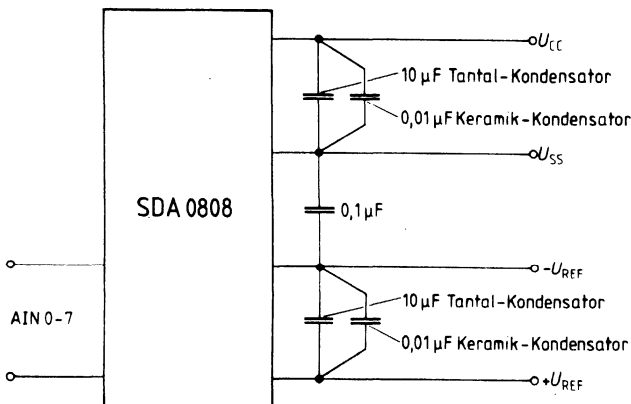 U_CC
10 µF Tantal-Kondensator
0,01 µF Keramik-Kondensator
U_SS
SDA 0808
0,1 µF
-U_REF
AIN 0-7
10 µF Tantal-Kondensator
0,01 µF Keramik-Kondensator
+U_REF